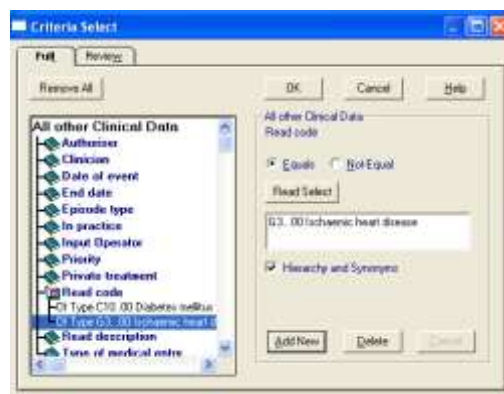 Criteria Select
Full Review
Remove All
OK Cancel Help
All other Clinical Data
Authoriser
Clinician
Date of event
End date
Episode type
In practice
Input Operator
Priority
Private treatment
Read code
Of Type C10..00 Diabetes mellitus
Of Type G3...00 Ischaemic heart d
Read description
Type of medical entry
All other Clinical Data
Read code
Equals Not Equal
Read Select
G3...00 Ischaemic heart disease
Hierarchy and Synonyms
Add New Delete Cancel